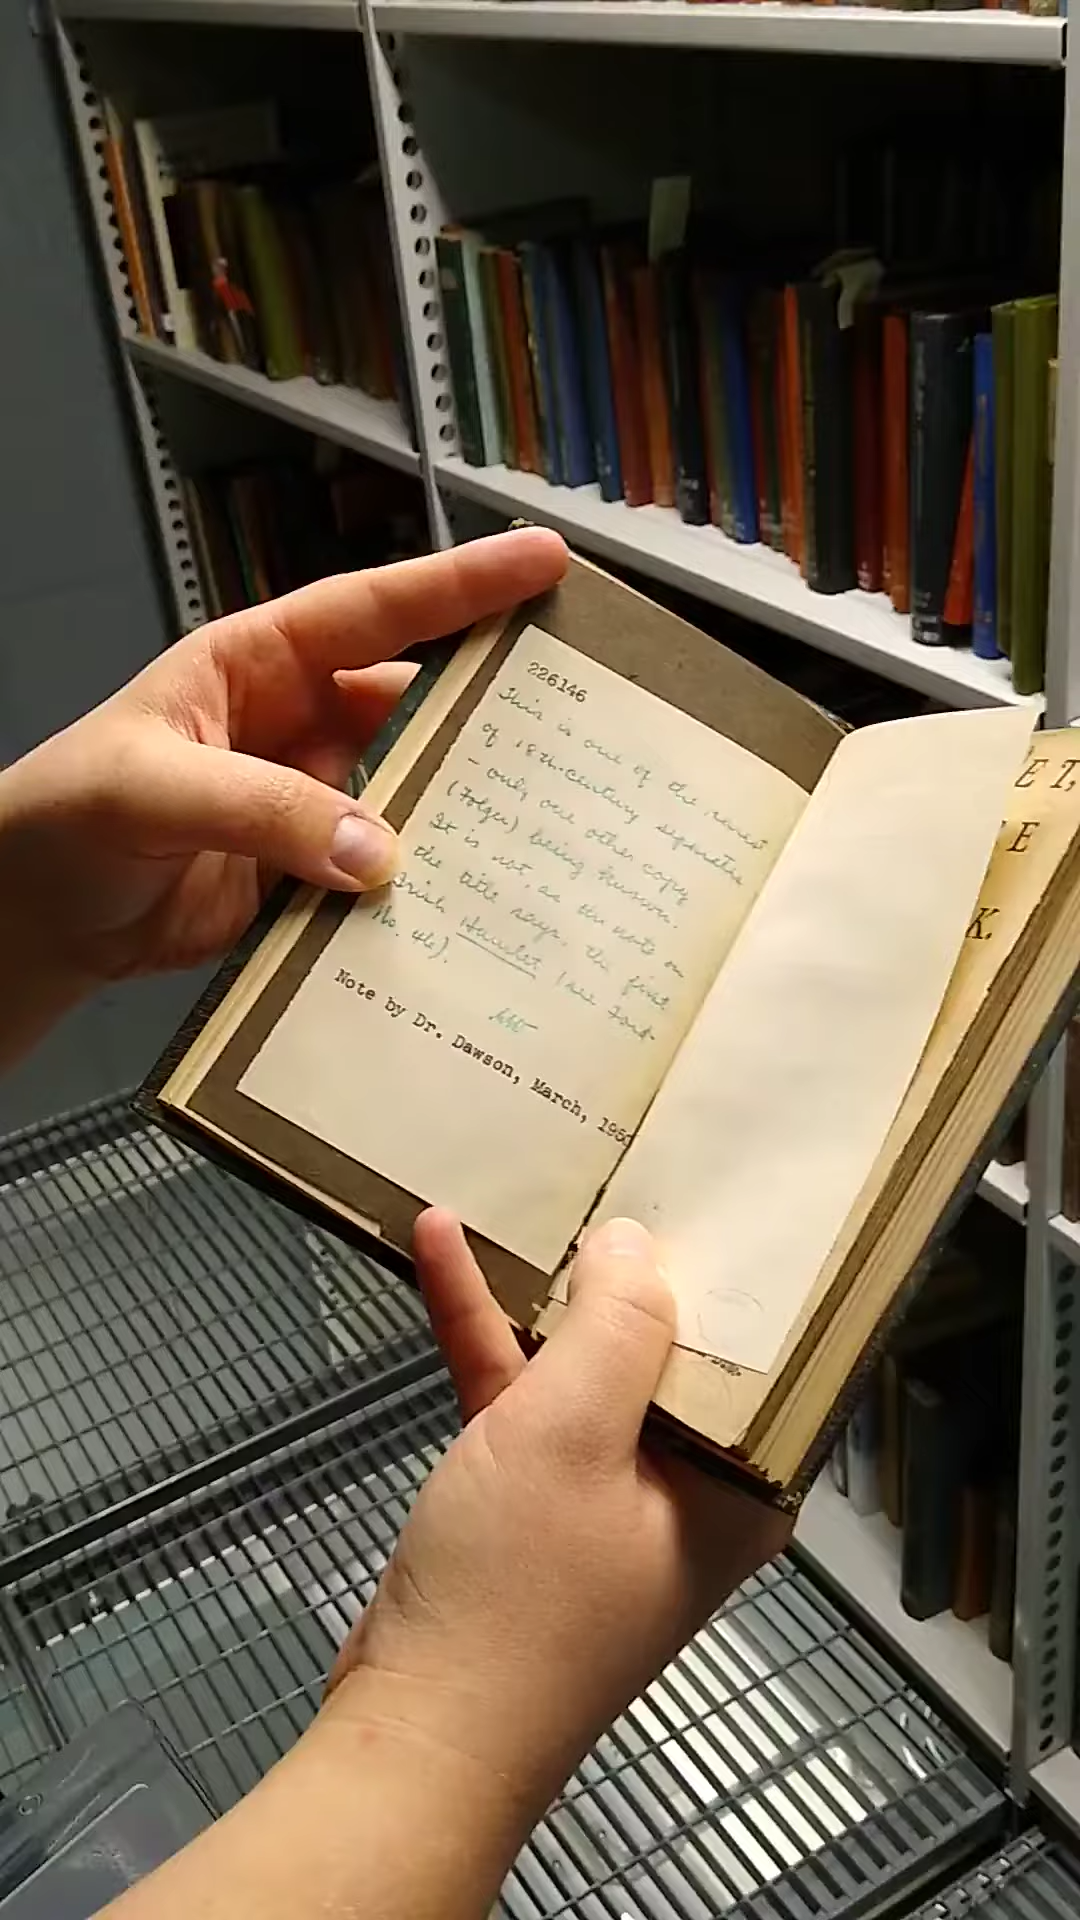 226146
This is one of the rarest
of 18th-century separates
- only one other copy
(Folger) being known.
It is not, as the note on
the title says, the first
Irish Hamlet (see Ford
No. 46).
Note by Dr. Dawson, March, 1950
ET,
E
K.